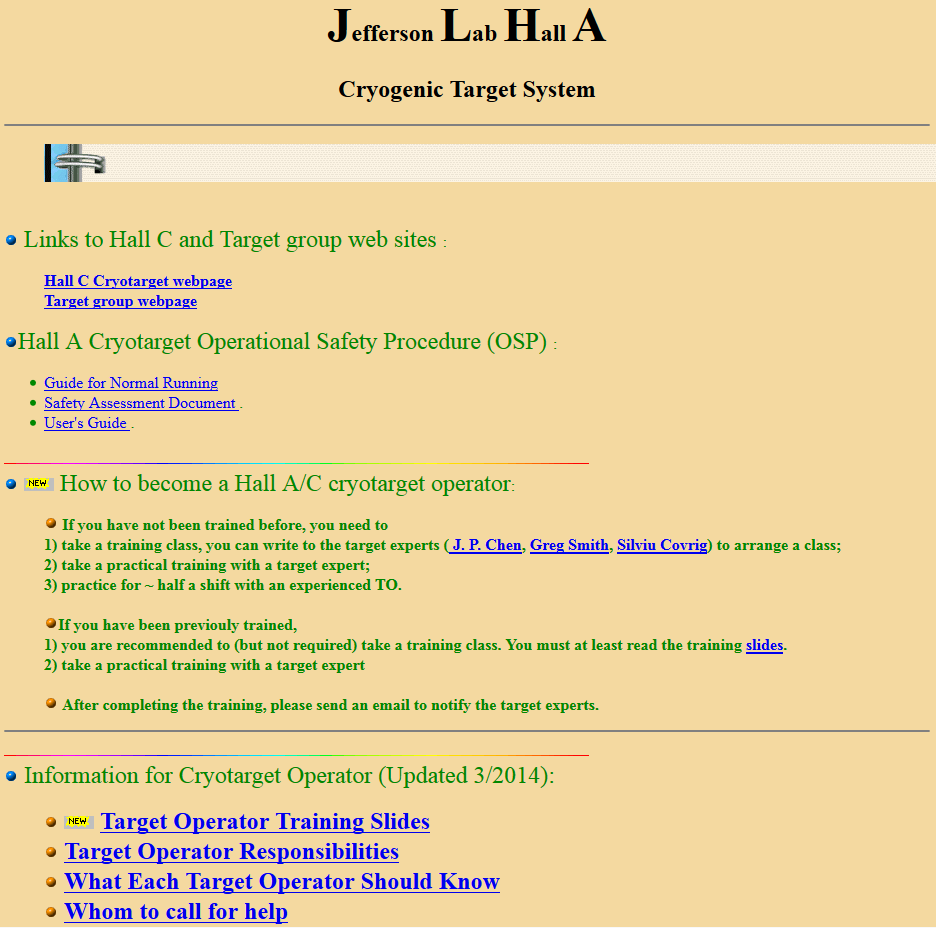 Jefferson Lab Hall A
Cryogenic Target System
Links to Hall C and Target group web sites :
Hall C Cryotarget webpage
Target group webpage
Hall A Cryotarget Operational Safety Procedure (OSP) :
Guide for Normal Running
Safety Assessment Document .
User's Guide .
NEW How to become a Hall A/C cryotarget operator:
If you have not been trained before, you need to
1) take a training class, you can write to the target experts ( J. P. Chen, Greg Smith, Silviu Covrig) to arrange a class;
2) take a practical training with a target expert;
3) practice for ~ half a shift with an experienced TO.
If you have been previouly trained,
1) you are recommended to (but not required) take a training class. You must at least read the training slides.
2) take a practical training with a target expert
After completing the training, please send an email to notify the target experts.
Information for Cryotarget Operator (Updated 3/2014):
NEW Target Operator Training Slides
Target Operator Responsibilities
What Each Target Operator Should Know
Whom to call for help